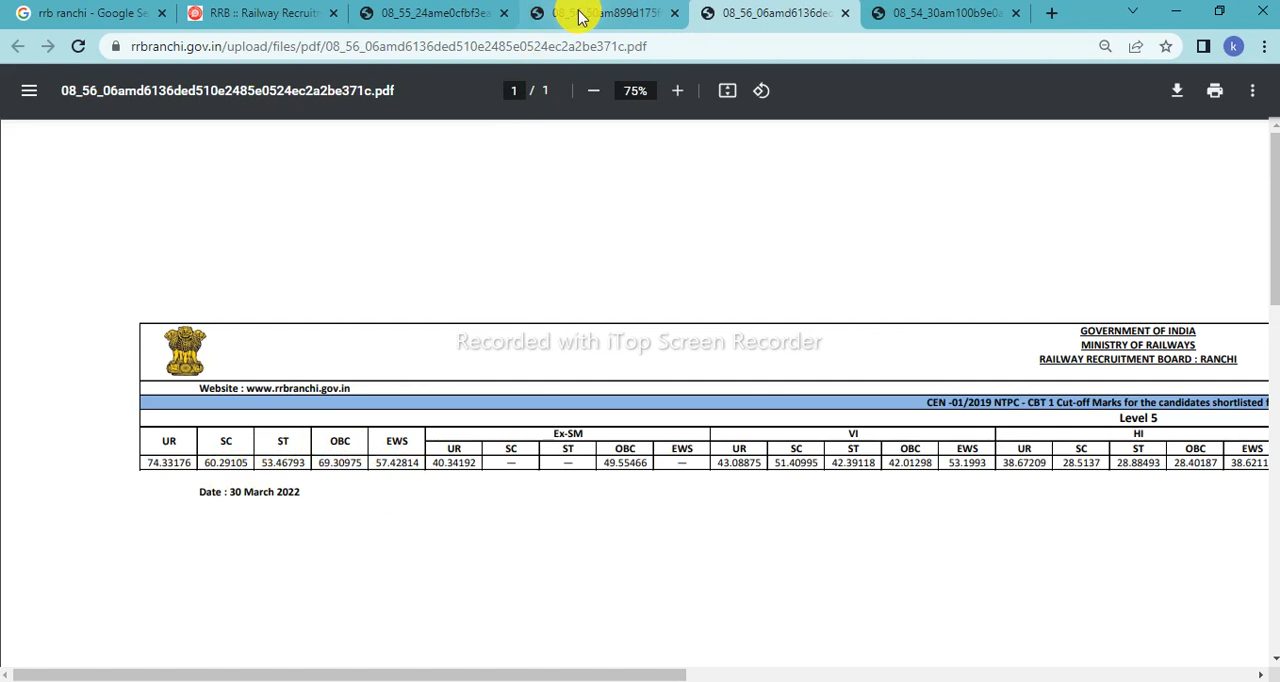 rrb ranchi - Google Se
RRB :: Railway Recruitr
08_55_24ame0cfbf3ea
08_56_06amd6136dec
08_54_30am100b9e0a
rrbranchi.gov.in/upload/files/pdf/08_56_06amd6136ded510e2485e0524ec2a2be371c.pdf
k
08_56_06amd6136ded510e2485e0524ec2a2be371c.pdf
1 / 1
75%
Recorded with iTop Screen Recorder
GOVERNMENT OF INDIA
MINISTRY OF RAILWAYS
RAILWAY RECRUITMENT BOARD : RANCHI
Website : www.rrbranchi.gov.in
CEN -01/2019 NTPC - CBT 1 Cut-off Marks for the candidates shortlisted f
Level 5
UR SC ST OBC EWS Ex-SM VI HI
UR SC ST OBC EWS UR SC ST OBC EWS UR SC ST OBC EWS
74.33176 60.29105 53.46793 69.30975 57.42814 40.34192 — — 49.55466 — 43.08875 51.40995 42.39118 42.01298 53.1993 38.67209 28.5137 28.88493 28.40187 38.6211
Date : 30 March 2022